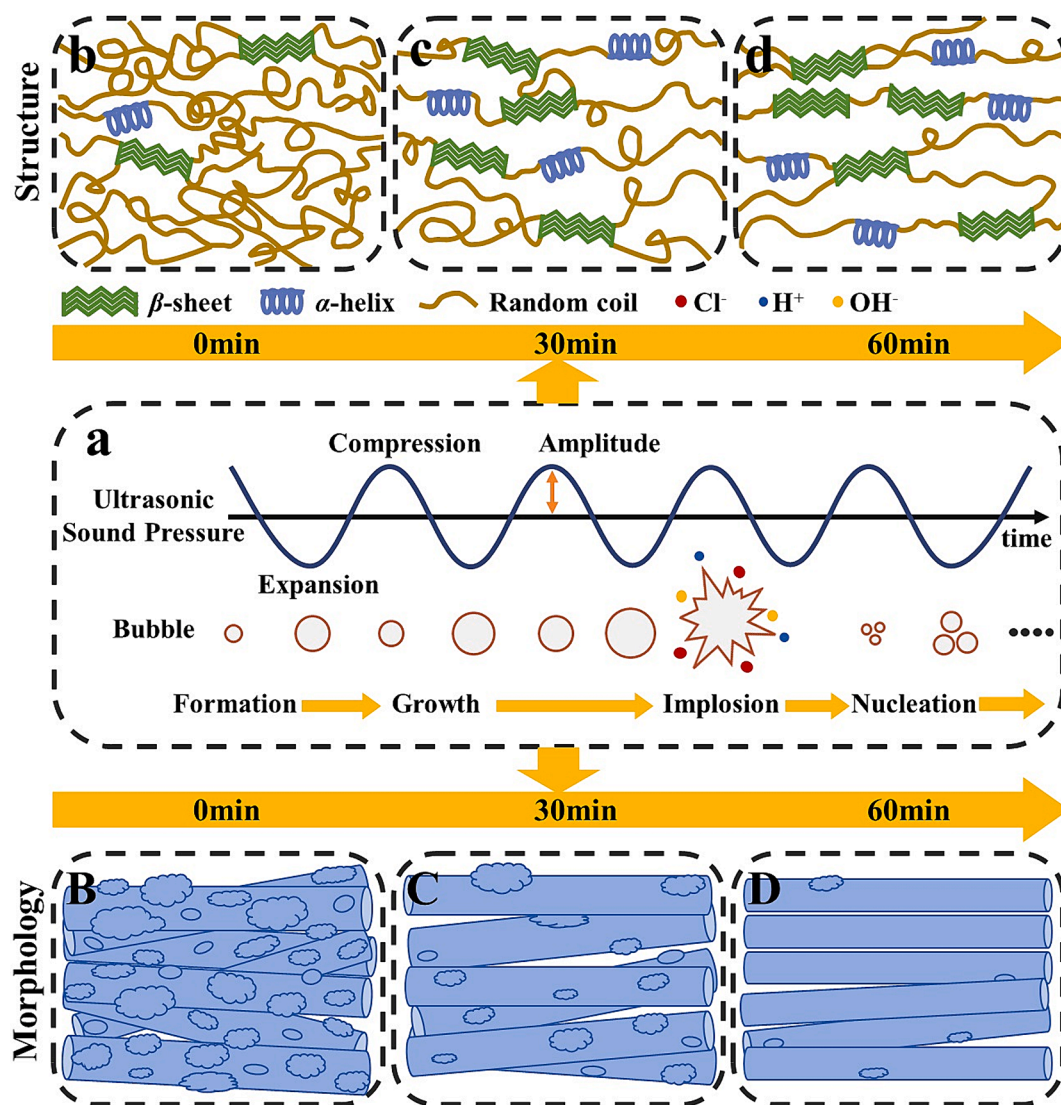 Structure
b
c
d
β-sheet α-helix Random coil Cl⁻ H⁺ OH⁻
0min 30min 60min
a
Compression Amplitude
Ultrasonic
Sound Pressure
time
Expansion
Bubble
Formation Growth Implosion Nucleation
0min 30min 60min
Morphology
B
C
D